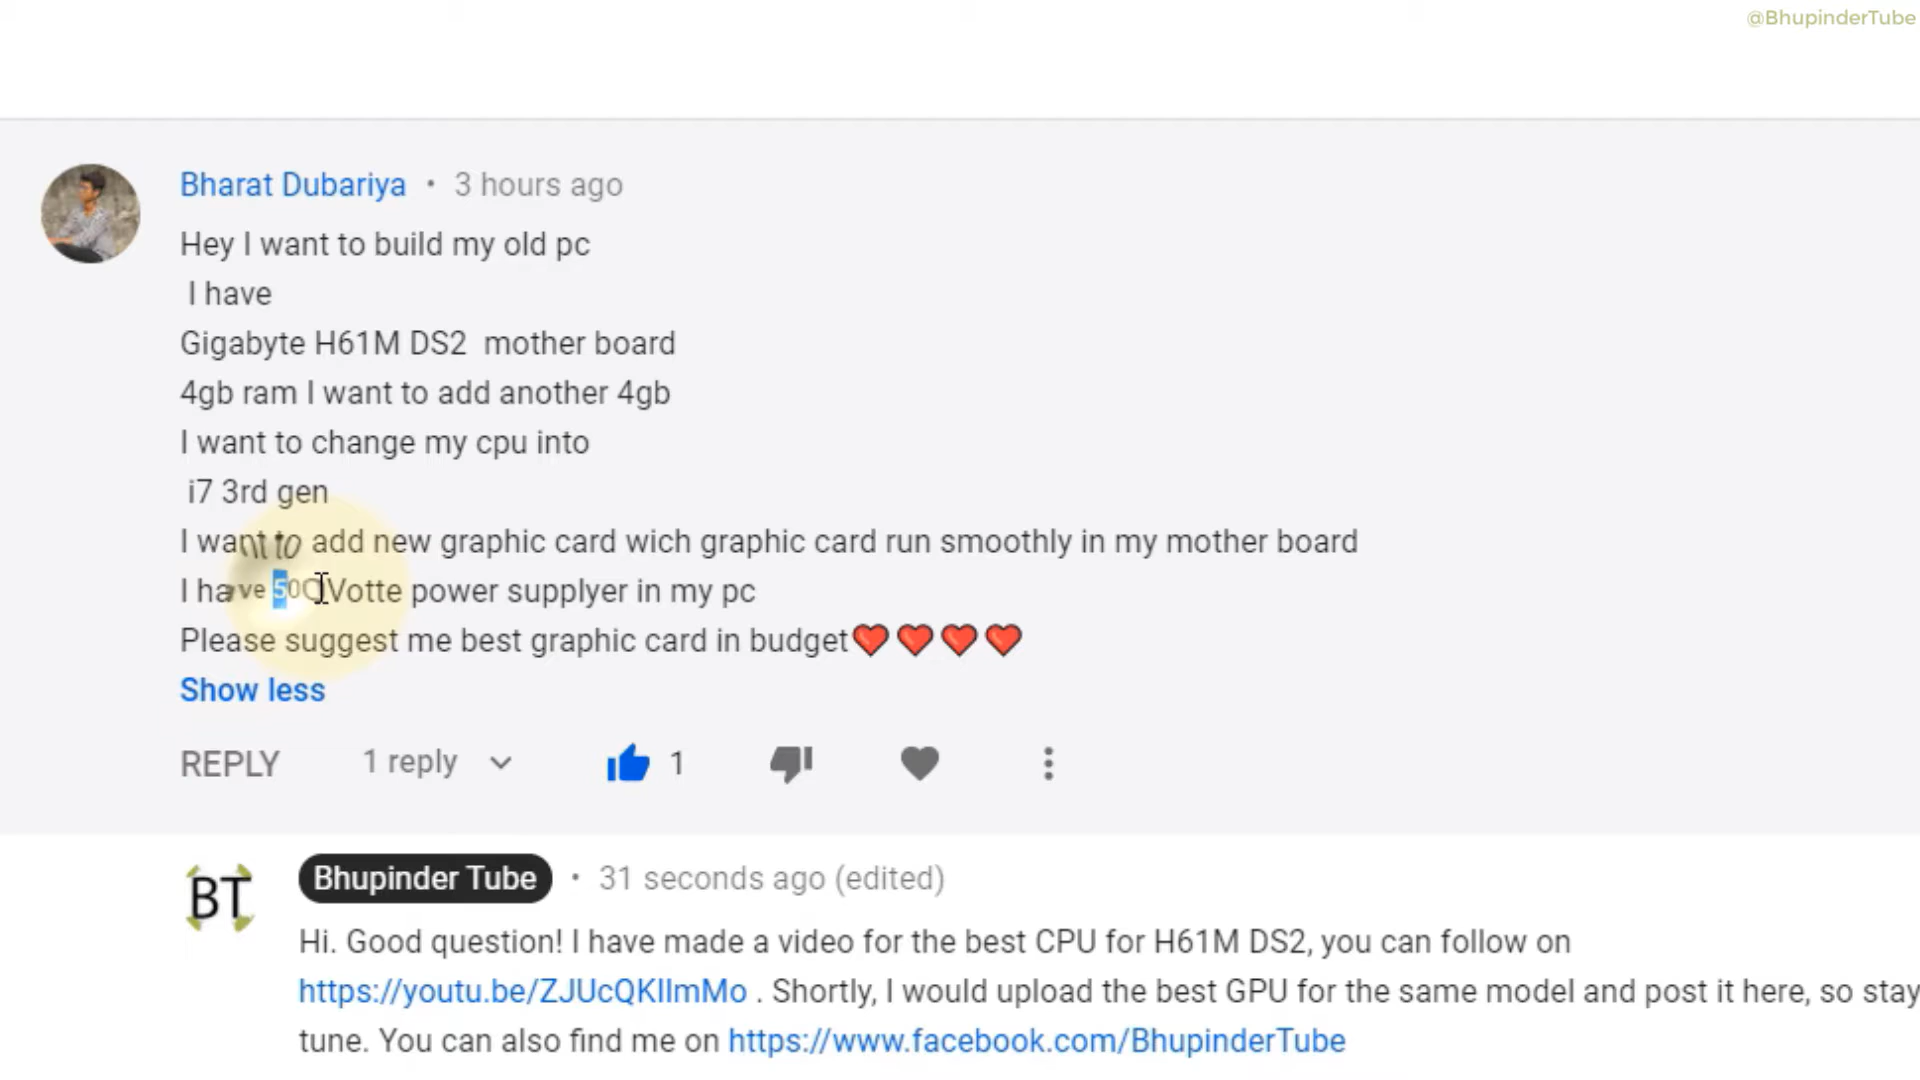 @BhupinderTube
Bharat Dubariya • 3 hours ago
Hey I want to build my old pc
I have
Gigabyte H61M DS2 mother board
4gb ram I want to add another 4gb
I want to change my cpu into
i7 3rd gen
I want to add new graphic card wich graphic card run smoothly in my mother board
I have 500Votte power supplyer in my pc
Please suggest me best graphic card in budget❤️❤️❤️❤️
Show less
REPLY 1 reply 1
BT Bhupinder Tube • 31 seconds ago (edited)
Hi. Good question! I have made a video for the best CPU for H61M DS2, you can follow on
https://youtu.be/ZJUcQKIlmMo . Shortly, I would upload the best GPU for the same model and post it here, so stay
tune. You can also find me on https://www.facebook.com/BhupinderTube